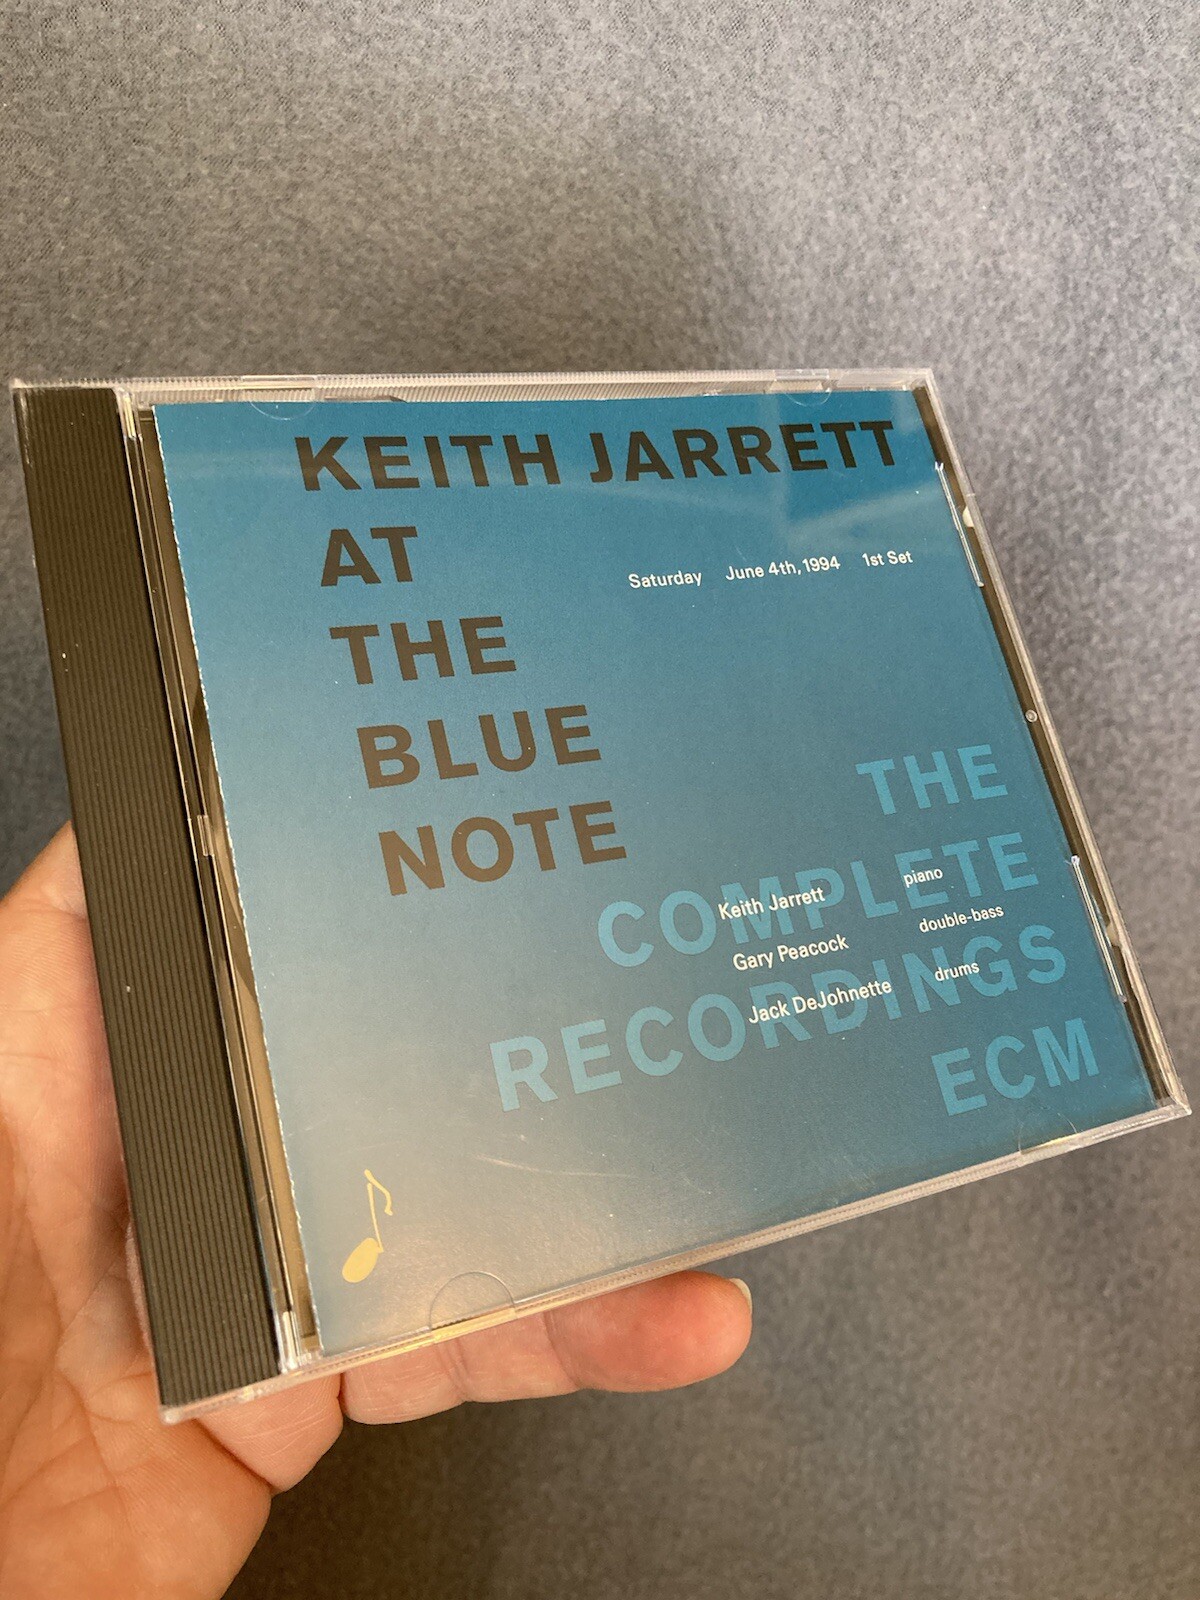 KEITH JARRETT
AT
THE
BLUE
NOTE
Saturday June 4th, 1994 1st Set
THE
COMPLETE
RECORDINGS
ECM
Keith Jarrett piano
Gary Peacock double-bass
Jack DeJohnette drums